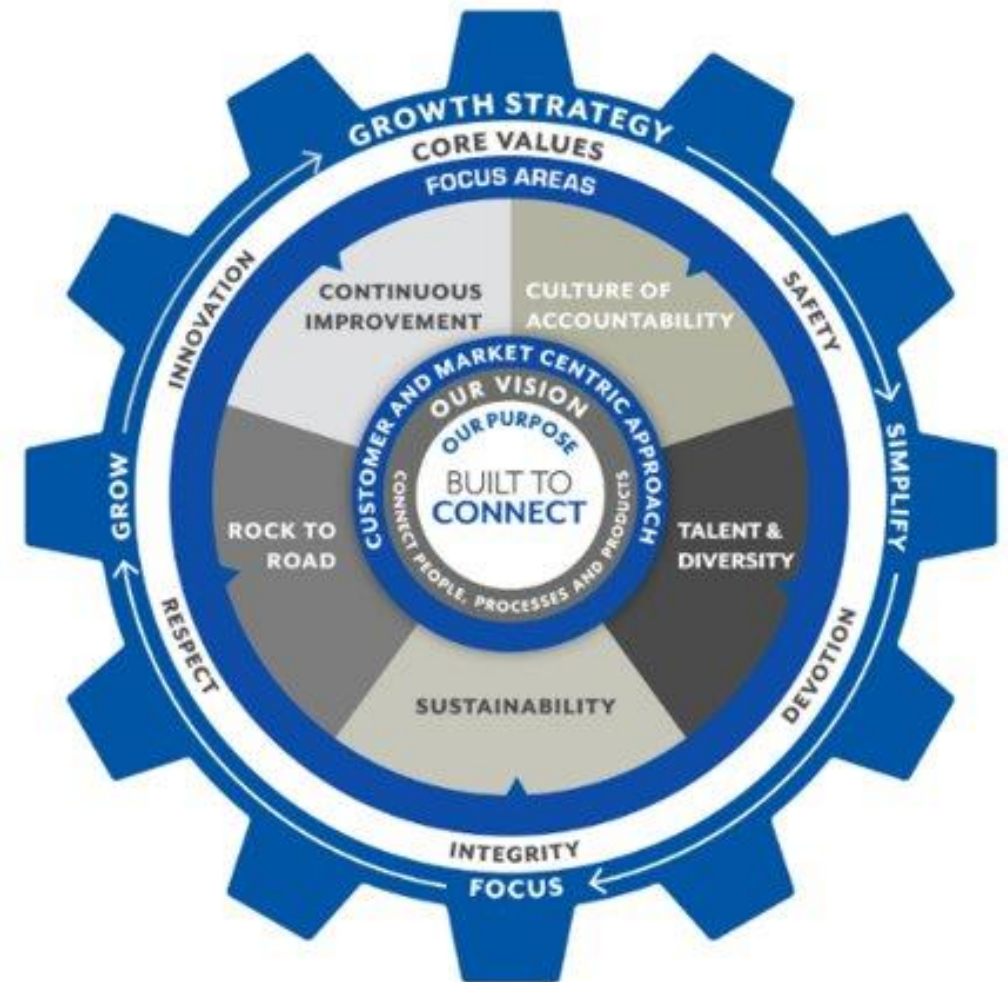 GROWTH STRATEGY
CORE VALUES
FOCUS AREAS
INNOVATION
SAFETY
CONTINUOUS
IMPROVEMENT
CULTURE OF
ACCOUNTABILITY
CUSTOMER AND MARKET CENTRIC APPROACH
OUR VISION
OUR PURPOSE
BUILT TO
CONNECT
CONNECT PEOPLE, PROCESSES AND PRODUCTS
GROW
SIMPLIFY
ROCK TO
ROAD
TALENT &
DIVERSITY
RESPECT
DEVOTION
SUSTAINABILITY
INTEGRITY
FOCUS